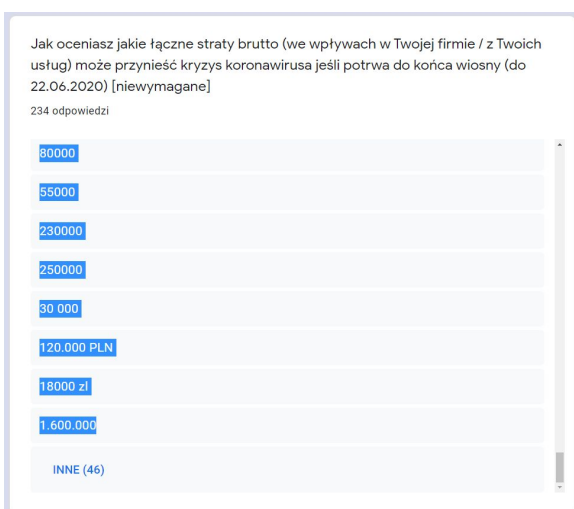 Jak oceniasz jakie łączne straty brutto (we wpływach w Twojej firmie / z Twoich
usług) może przynieść kryzys koronawirusa jeśli potrwa do końca wiosny (do
22.06.2020) [niewymagane]
234 odpowiedzi
80000
55000
230000
250000
30 000
120.000 PLN
18000 zl
1.600.000
INNE (46)